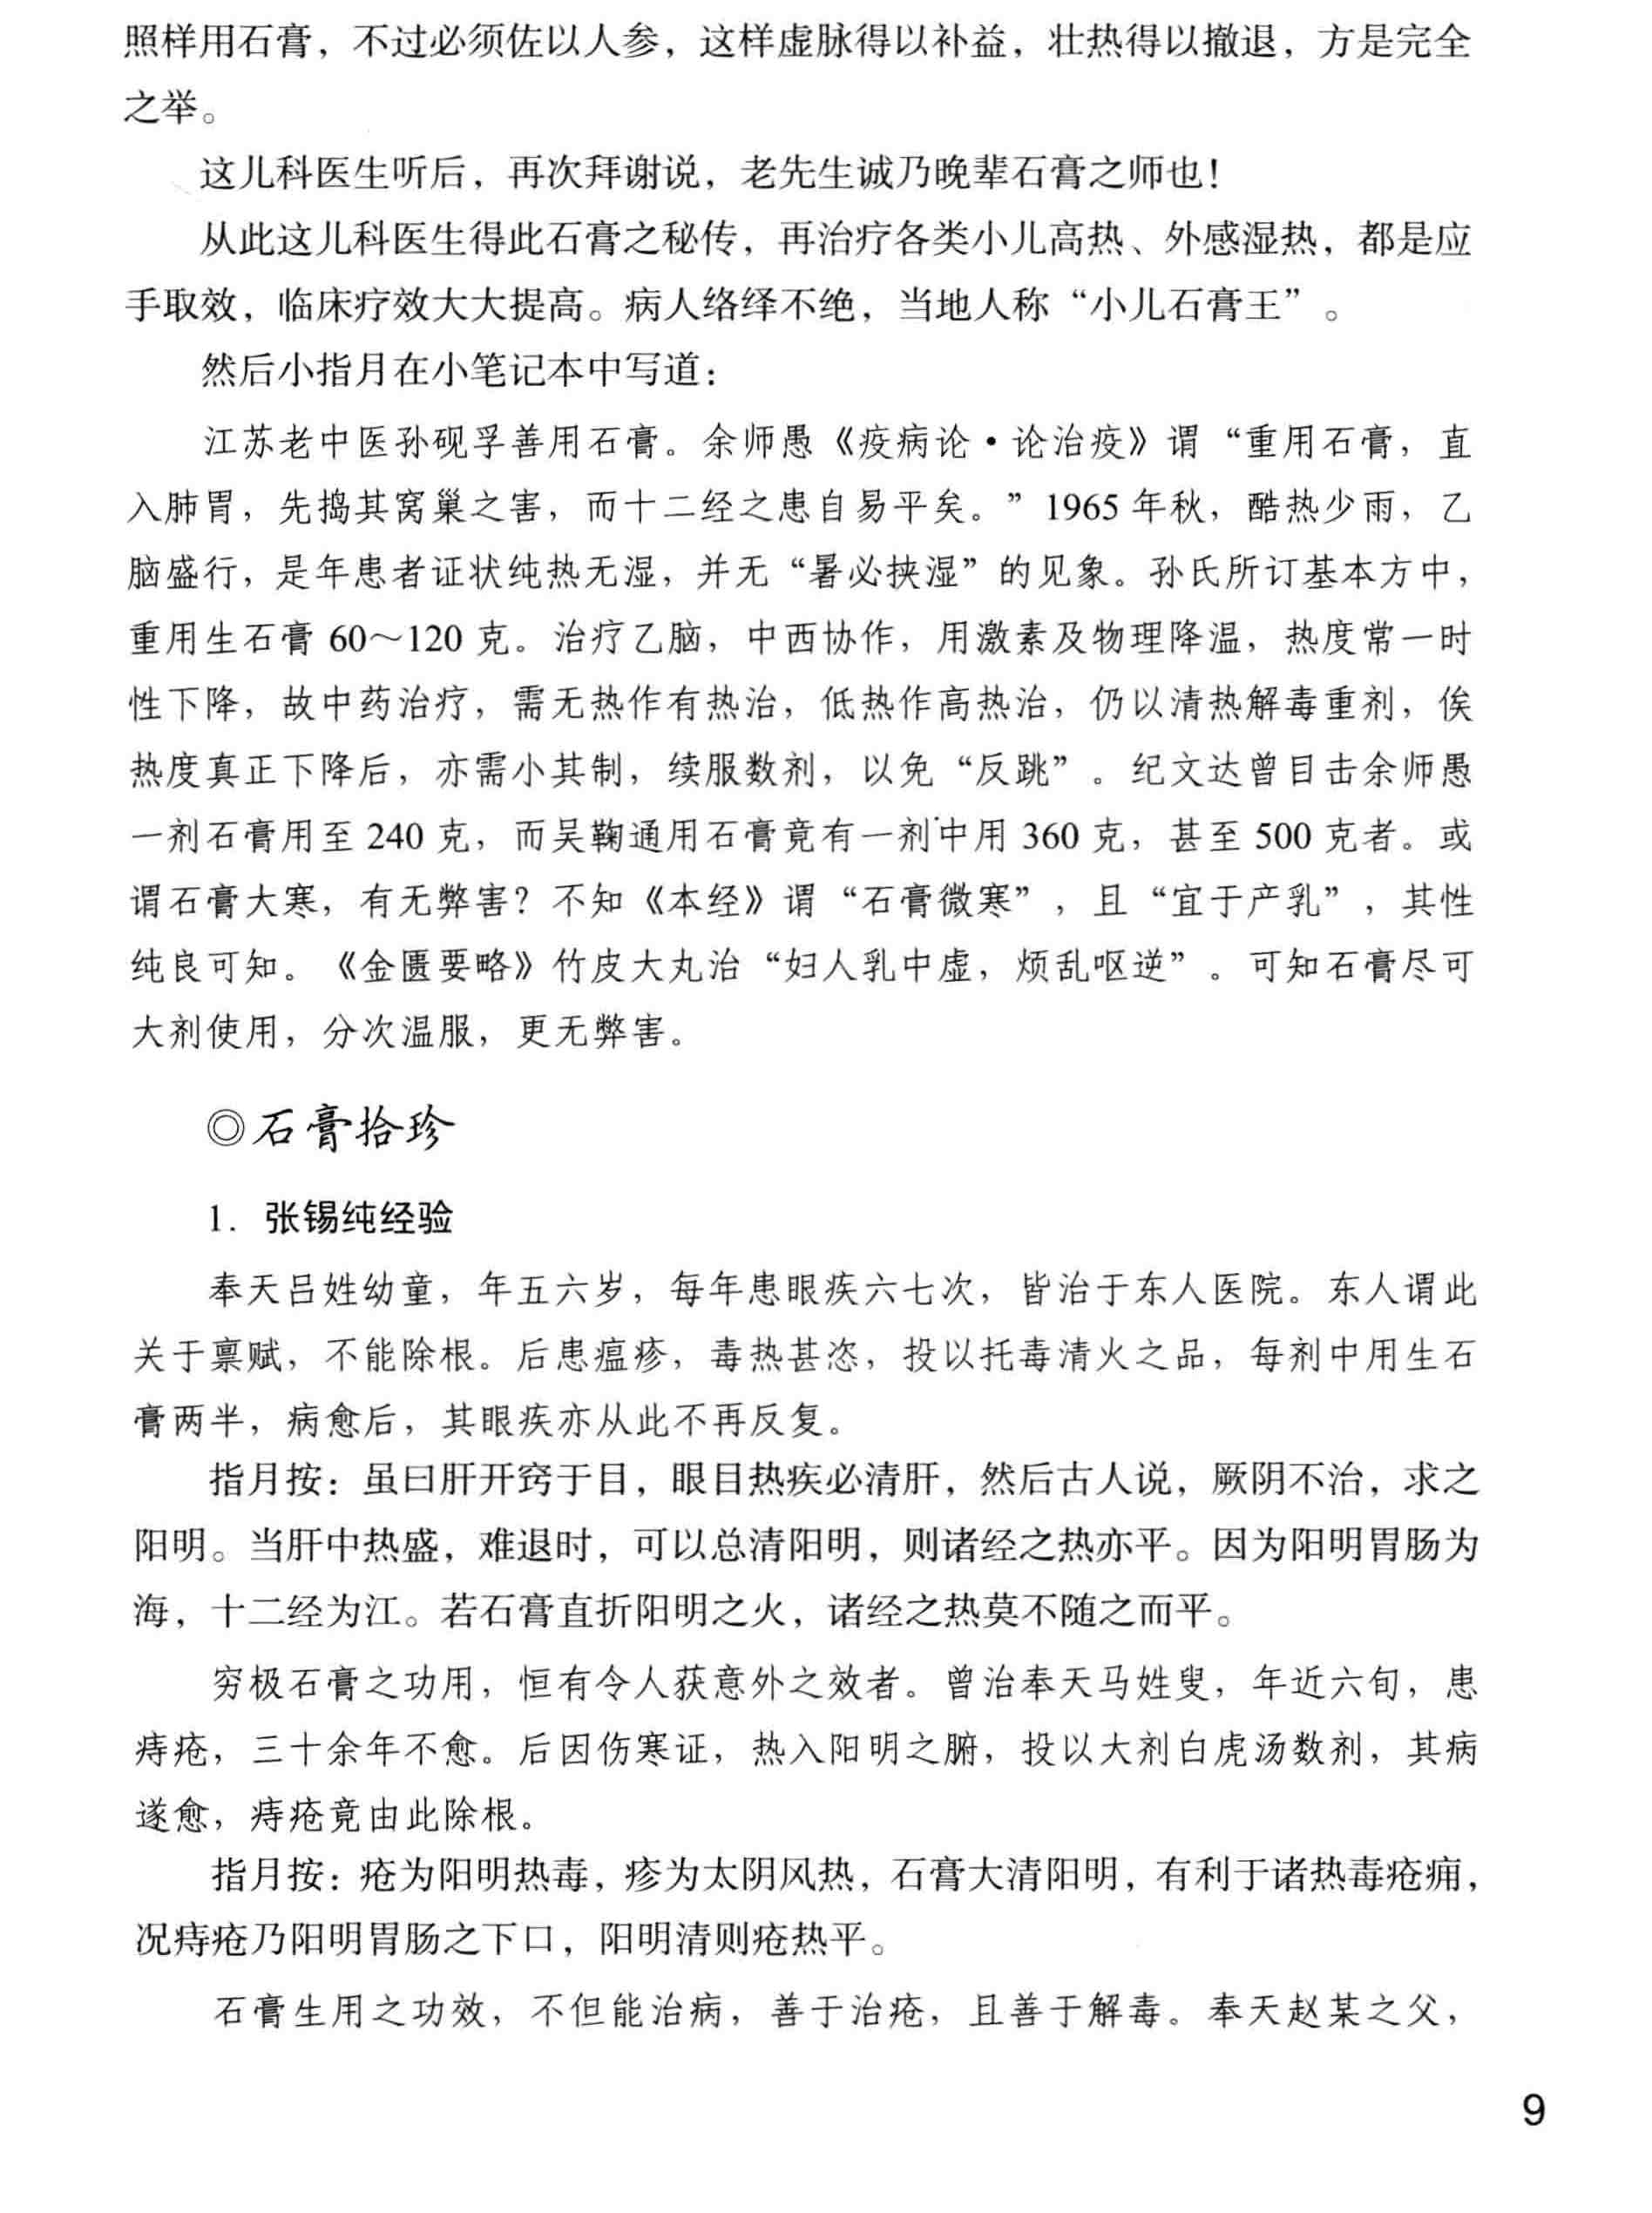 照样用石膏，不过必须佐以人参，这样虚脉得以补益，壮热得以撤退，方是完全
之举。
这儿科医生听后，再次拜谢说，老先生诚乃晚辈石膏之师也！
从此这儿科医生得此石膏之秘传，再治疗各类小儿高热、外感湿热，都是应
手取效，临床疗效大大提高。病人络绎不绝，当地人称“小儿石膏王”。
然后小指月在小笔记本中写道：
江苏老中医孙砚孚善用石膏。余师愚《疫病论·论治疫》谓“重用石膏，直
入肺胃，先捣其窝巢之害，而十二经之患自易平矣。”1965 年秋，酷热少雨，乙
脑盛行，是年患者证状纯热无湿，并无“暑必挟湿”的见象。孙氏所订基本方中，
重用生石膏 60～120 克。治疗乙脑，中西协作，用激素及物理降温，热度常一时
性下降，故中药治疗，需无热作有热治，低热作高热治，仍以清热解毒重剂，俟
热度真正下降后，亦需小其制，续服数剂，以免“反跳”。纪文达曾目击余师愚
一剂石膏用至 240 克，而吴鞠通用石膏竟有一剂中用 360 克，甚至 500 克者。或
谓石膏大寒，有无弊害？不知《本经》谓“石膏微寒”，且“宜于产乳”，其性
纯良可知。《金匮要略》竹皮大丸治“妇人乳中虚，烦乱呕逆”。可知石膏尽可
大剂使用，分次温服，更无弊害。
◎石膏拾珍
1. 张锡纯经验
奉天吕姓幼童，年五六岁，每年患眼疾六七次，皆治于东人医院。东人谓此
关于禀赋，不能除根。后患瘟疹，毒热甚恣，投以托毒清火之品，每剂中用生石
膏两半，病愈后，其眼疾亦从此不再反复。
指月按：虽曰肝开窍于目，眼目热疾必清肝，然后古人说，厥阴不治，求之
阳明。当肝中热盛，难退时，可以总清阳明，则诸经之热亦平。因为阳明胃肠为
海，十二经为江。若石膏直折阳明之火，诸经之热莫不随之而平。
穷极石膏之功用，恒有令人获意外之效者。曾治奉天马姓叟，年近六旬，患
痔疮，三十余年不愈。后因伤寒证，热入阳明之腑，投以大剂白虎汤数剂，其病
遂愈，痔疮竟由此除根。
指月按：疮为阳明热毒，疹为太阴风热，石膏大清阳明，有利于诸热毒疮痈，
况痔疮乃阳明胃肠之下口，阳明清则疮热平。
石膏生用之功效，不但能治病，善于治疮，且善于解毒。奉天赵某之父，
9